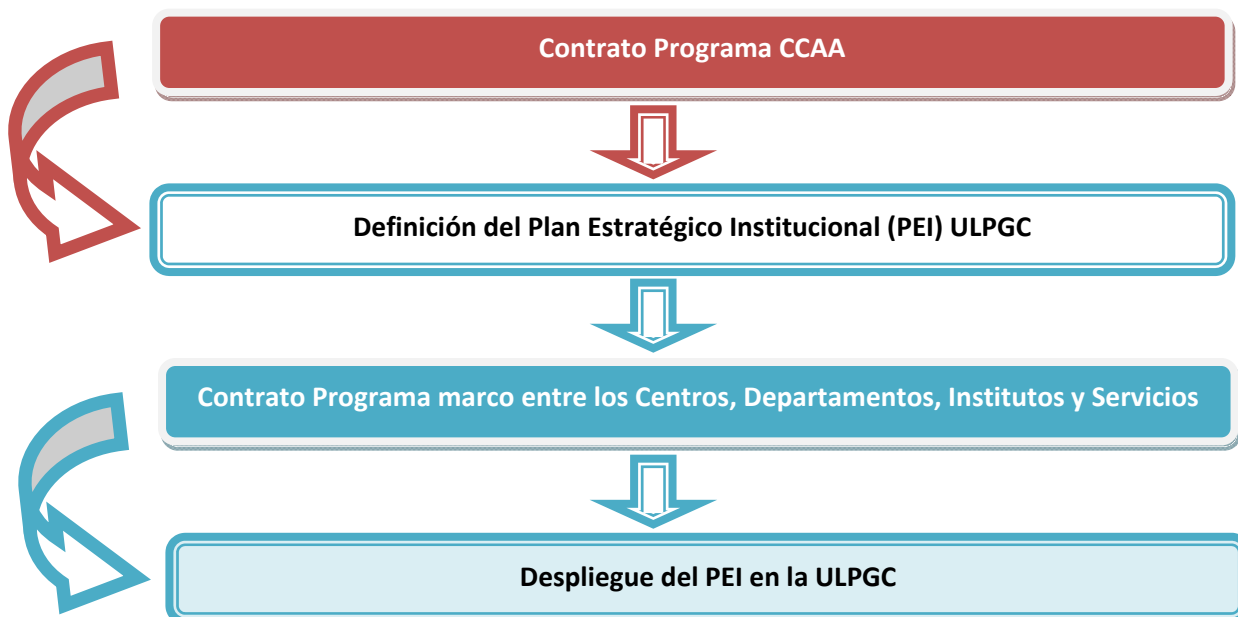 Contrato Programa CCAA
Definición del Plan Estratégico Institucional (PEI) ULPGC
Contrato Programa marco entre los Centros, Departamentos, Institutos y Servicios
Despliegue del PEI en la ULPGC